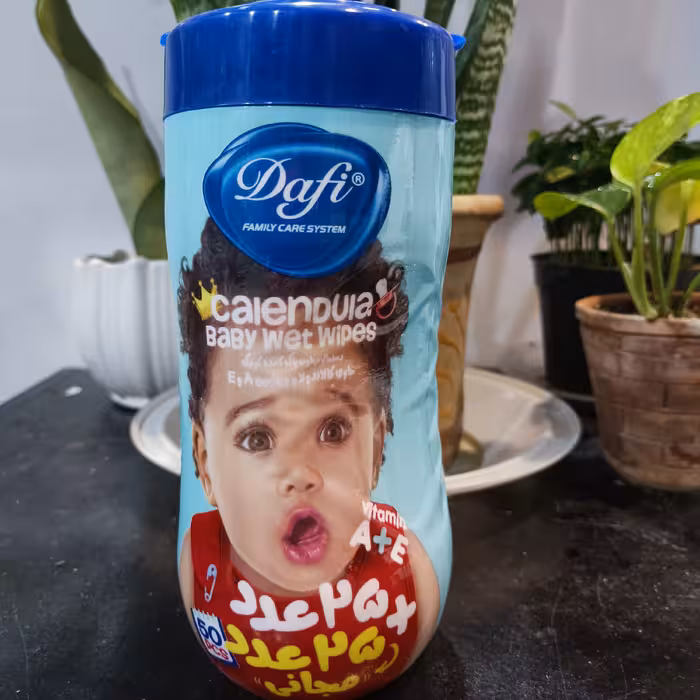 Dafi®
FAMILY CARE SYSTEM
Calendula
Baby Wet Wipes
Vitamin
A+E
۲۵ عدد +
۲۵ عدد
مجانی
50
PCS